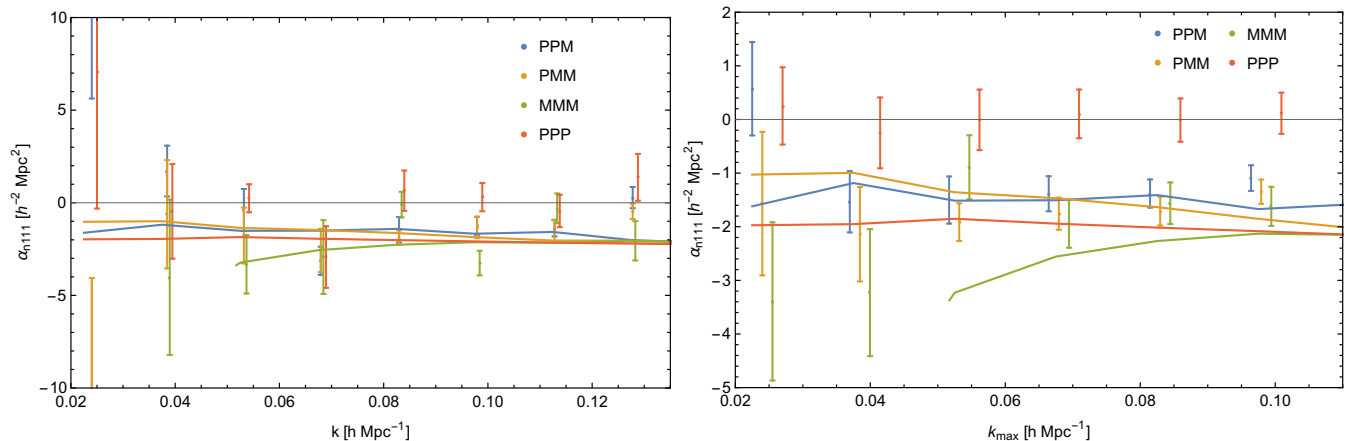 10
5
0
−5
−10
α_n111 [h⁻² Mpc²]
PPM
PMM
MMM
PPP
0.02 0.04 0.06 0.08 0.10 0.12
k [h Mpc⁻¹]
2
1
0
−1
−2
−3
−4
−5
α_n111 [h⁻² Mpc²]
PPM MMM
PMM PPP
0.02 0.04 0.06 0.08 0.10
k_max [h Mpc⁻¹]